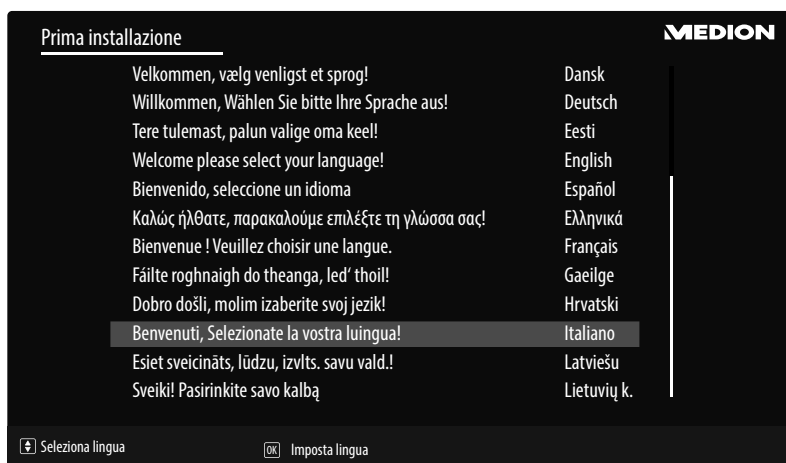 Prima installazione
MEDION
Velkommen, vælg venligst et sprog! Dansk
Willkommen, Wählen Sie bitte Ihre Sprache aus! Deutsch
Tere tulemast, palun valige oma keel! Eesti
Welcome please select your language! English
Bienvenido, seleccione un idioma Español
Καλώς ήλθατε, παρακαλούμε επιλέξτε τη γλώσσα σας! Ελληνικά
Bienvenue ! Veuillez choisir une langue. Français
Fáilte roghnaigh do theanga, led‘ thoil! Gaeilge
Dobro došli, molim izaberite svoj jezik! Hrvatski
Benvenuti, Selezionate la vostra luingua! Italiano
Esiet sveicināts, lūdzu, izvlts. savu vald.! Latviešu
Sveiki! Pasirinkite savo kalbą Lietuvių k.
Seleziona lingua OK Imposta lingua